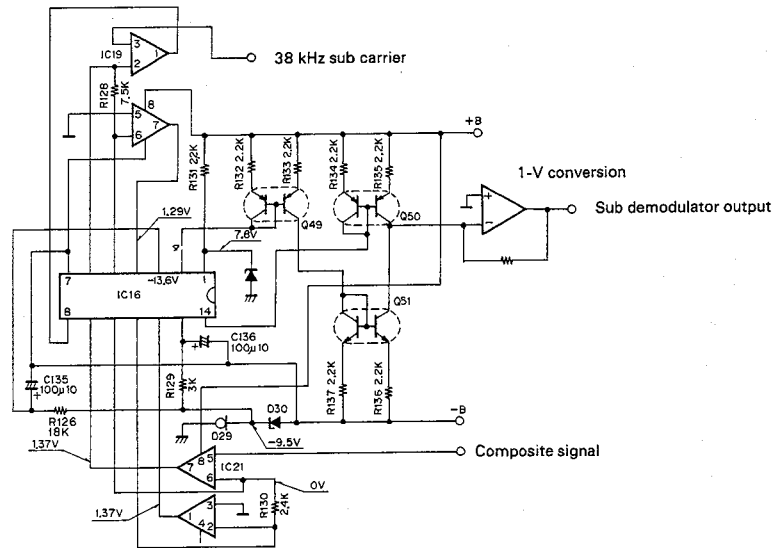 3
1
IC19
2
38 kHz sub carrier
R128
7.5K
8
5
7
6
+B
R131 22K
R132 2.2K
R133 2.2K
R134 2.2K
R135 2.2K
1-V conversion
+
−
Sub demodulator output
1.29V
Q49
Q50
7.8V
7
-13.6V
1
IC16
8
14
Q51
C136
100μ10
+
C135
100μ10
+
R129
3K
R137 2.2K
R136 2.2K
R126
18K
D30
D29
-B
-9.5V
Composite signal
1.37V
8 5
7
6
IC21
0V
R130
2.4K
1.37V
3
1
4 2